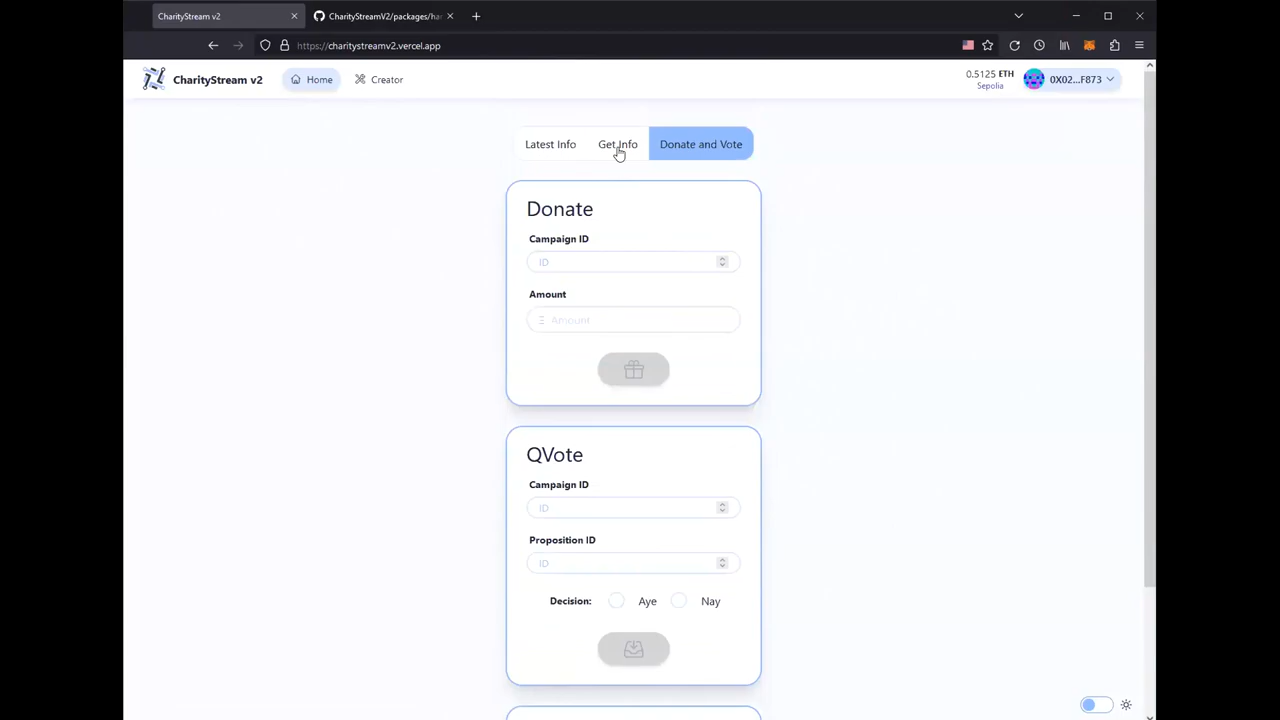 CharityStream v2
CharityStreamV2/packages/har
https://charitystreamv2.vercel.app
CharityStream v2
Home
Creator
0.5125 ETH
Sepolia
0X02...F873
Latest Info
Get Info
Donate and Vote
Donate
Campaign ID
ID
Amount
Amount
QVote
Campaign ID
ID
Proposition ID
ID
Decision:
Aye
Nay